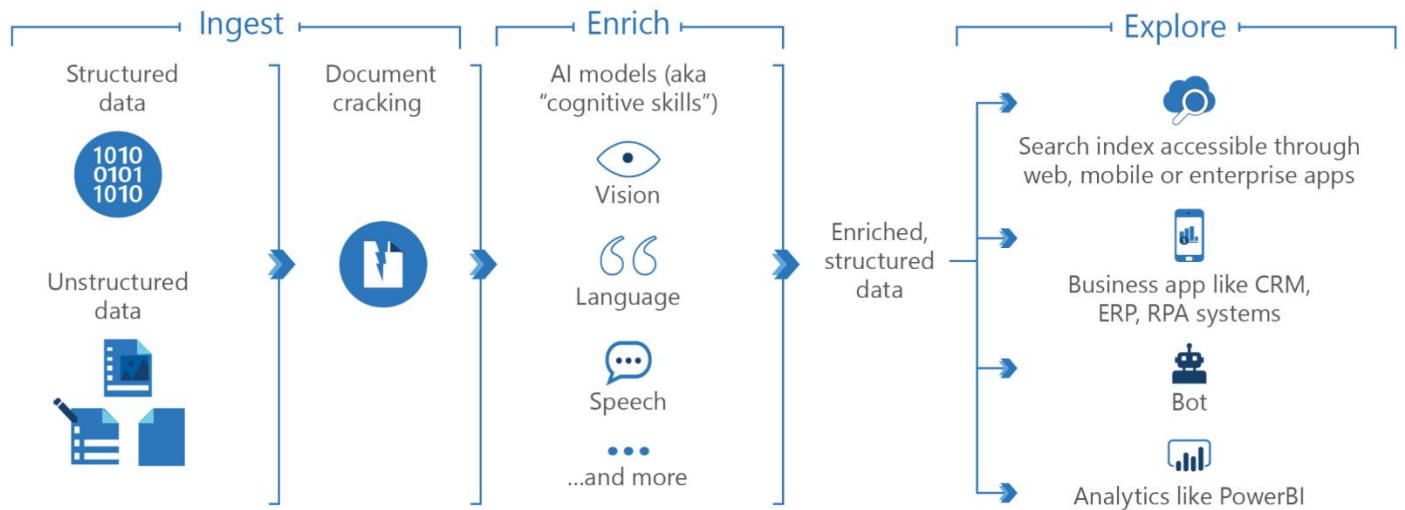 Ingest
Structured
data
1010
0101
1010
Unstructured
data
Document
cracking
Enrich
AI models (aka
“cognitive skills”)
Vision
Language
Speech
...and more
Enriched,
structured
data
Explore
Search index accessible through
web, mobile or enterprise apps
Business app like CRM,
ERP, RPA systems
Bot
Analytics like PowerBI